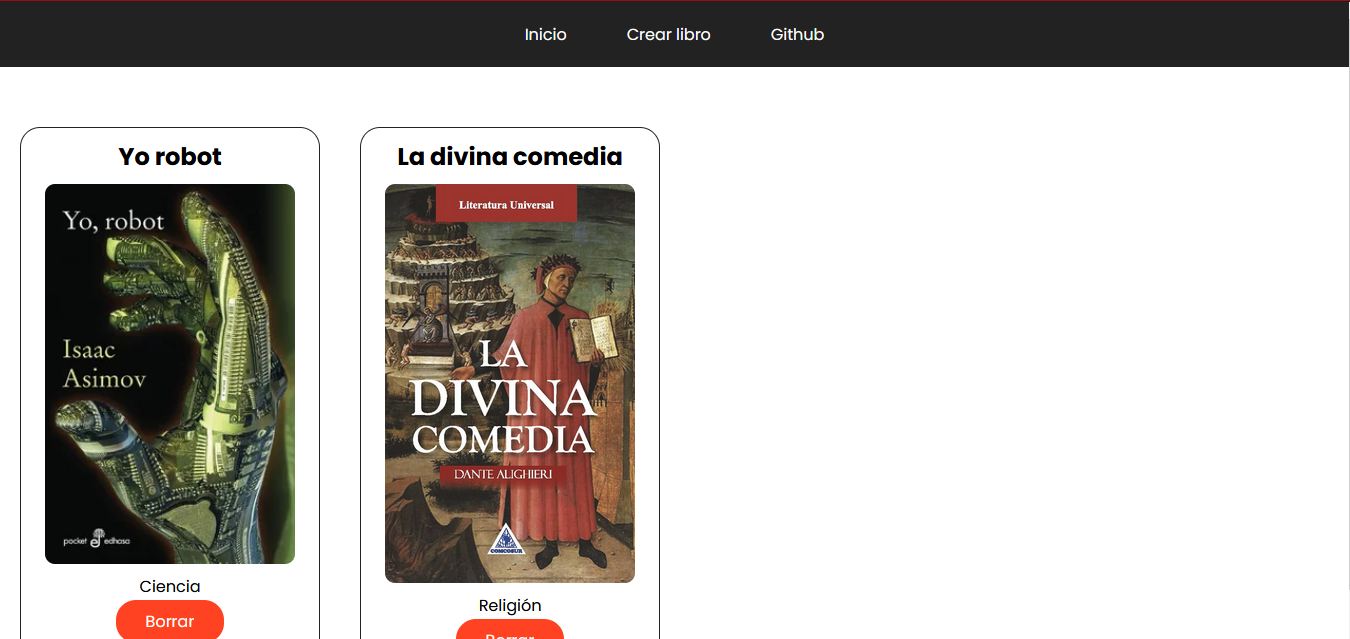 Inicio Crear libro Github
Yo robot
Yo, robot
Isaac
Asimov
pocket edhasa
Ciencia
Borrar
La divina comedia
Literatura Universal
LA
DIVINA
COMEDIA
DANTE ALIGHIERI
COMCOSUR
Religión
Borrar